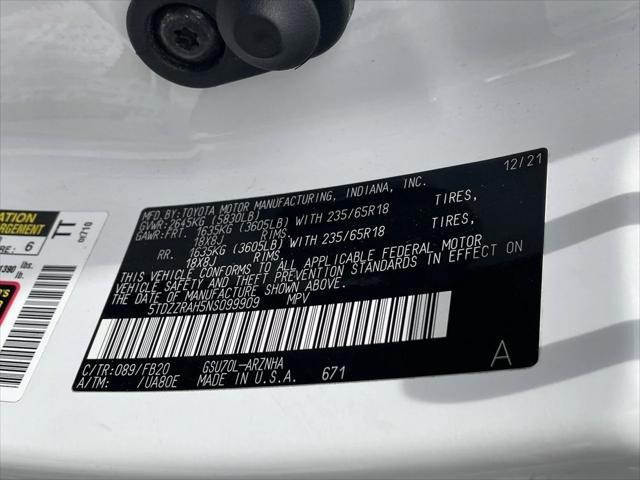 12/21
MFD. BY: TOYOTA MOTOR MANUFACTURING, INDIANA, INC.
GVWR: 2645KG (5830LB)
GAWR: FRT. 1635KG (3605LB) WITH 235/65R18 TIRES,
18X8J RIMS
RR. 1635KG (3605LB) WITH 235/65R18 TIRES,
18X8J RIMS
THIS VEHICLE CONFORMS TO ALL APPLICABLE FEDERAL MOTOR
VEHICLE SAFETY AND THEFT PREVENTION STANDARDS IN EFFECT ON
THE DATE OF MANUFACTURE SHOWN ABOVE.
5TDZZRAH5NS099909 MPV
C/TR: 089/FB20 GSU70L-ARZNHA
A/TM: /UA80E MADE IN U.S.A. 671
A
6
TT
lbs.
lb.